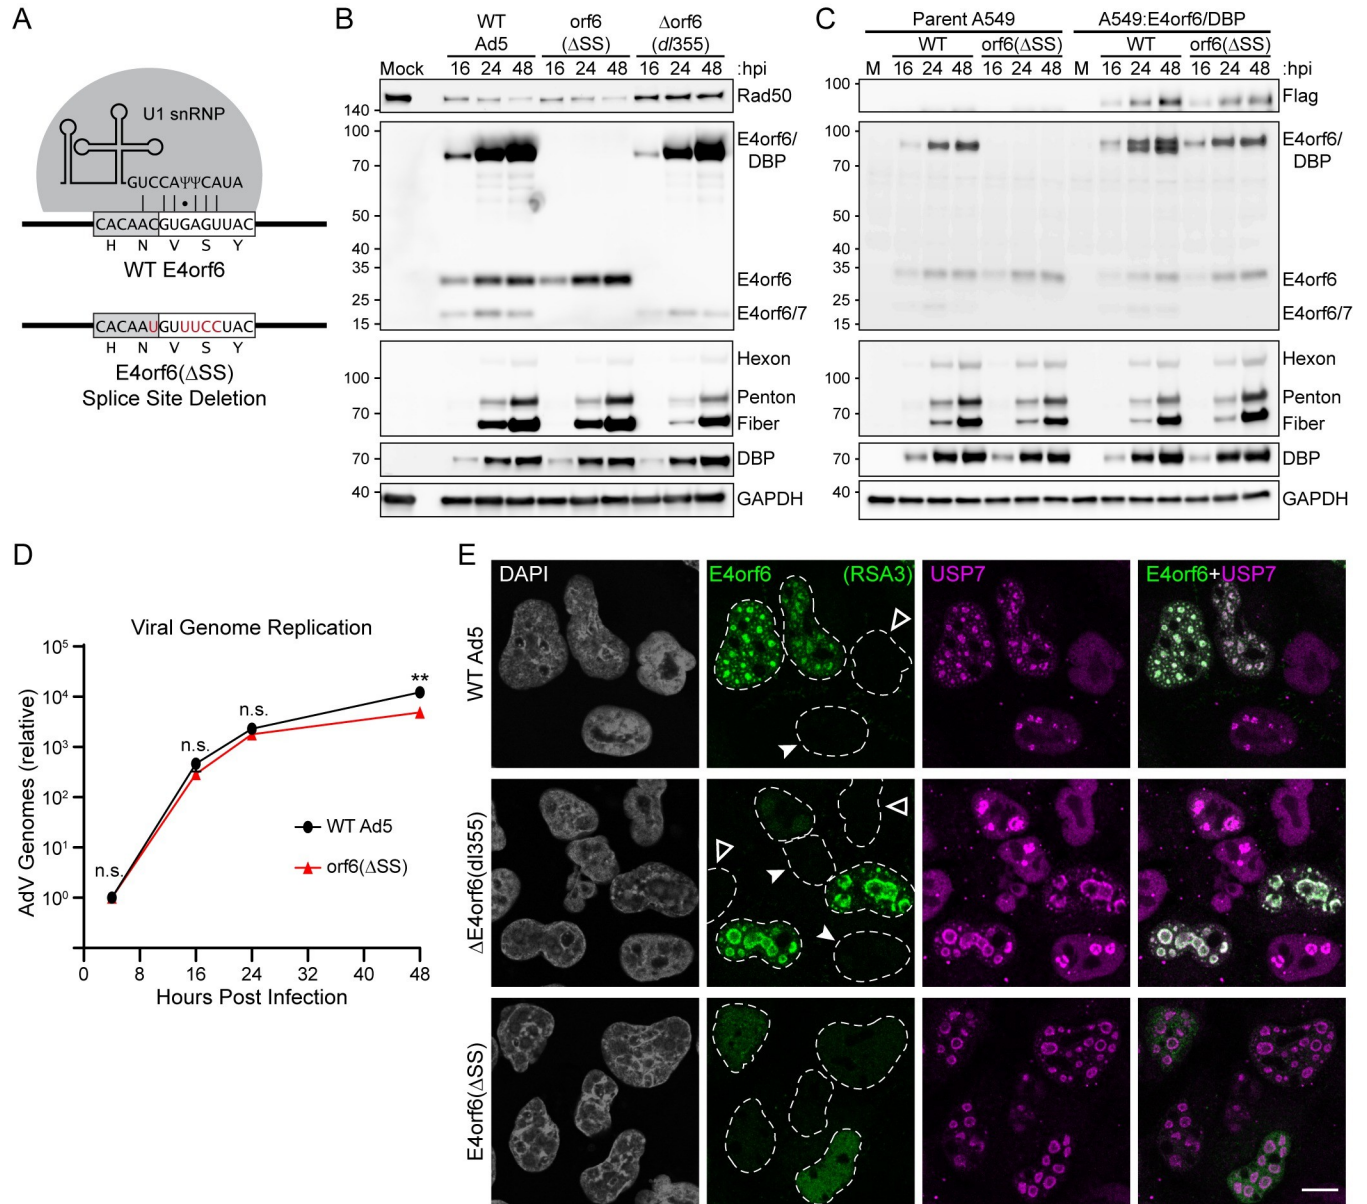 A
U1 snRNP
GUCCAΨΨCAUA
CACAACGUGAGUUAC
H N V S Y
WT E4orf6
CACAAUGUUUCCUAC
H N V S Y
E4orf6(ΔSS)
Splice Site Deletion
B
WT Ad5 orf6 (ΔSS) Δorf6 (dl355)
Mock 16 24 48 16 24 48 16 24 48 :hpi
140 Rad50
100 E4orf6/
70 DBP
50
40
35 E4orf6
25 E4orf6/7
15
Hexon
100 Penton
70 Fiber
70 DBP
40 GAPDH
C
Parent A549 A549:E4orf6/DBP
WT orf6(ΔSS) WT orf6(ΔSS)
M 16 24 48 16 24 48 M 16 24 48 16 24 48 :hpi
100 Flag
100 E4orf6/
70 DBP
50
40
35 E4orf6
25 E4orf6/7
15
Hexon
100 Penton
70 Fiber
70 DBP
40 GAPDH
D
Viral Genome Replication
AdV Genomes (relative)
10⁵
10⁴
10³
10²
10¹
10⁰
n.s. n.s. n.s. **
WT Ad5
orf6(ΔSS)
0 8 16 24 32 40 48
Hours Post Infection
E
DAPI E4orf6 (RSA3) USP7 E4orf6+USP7
WT Ad5
ΔE4orf6(dl355)
E4orf6(ΔSS)